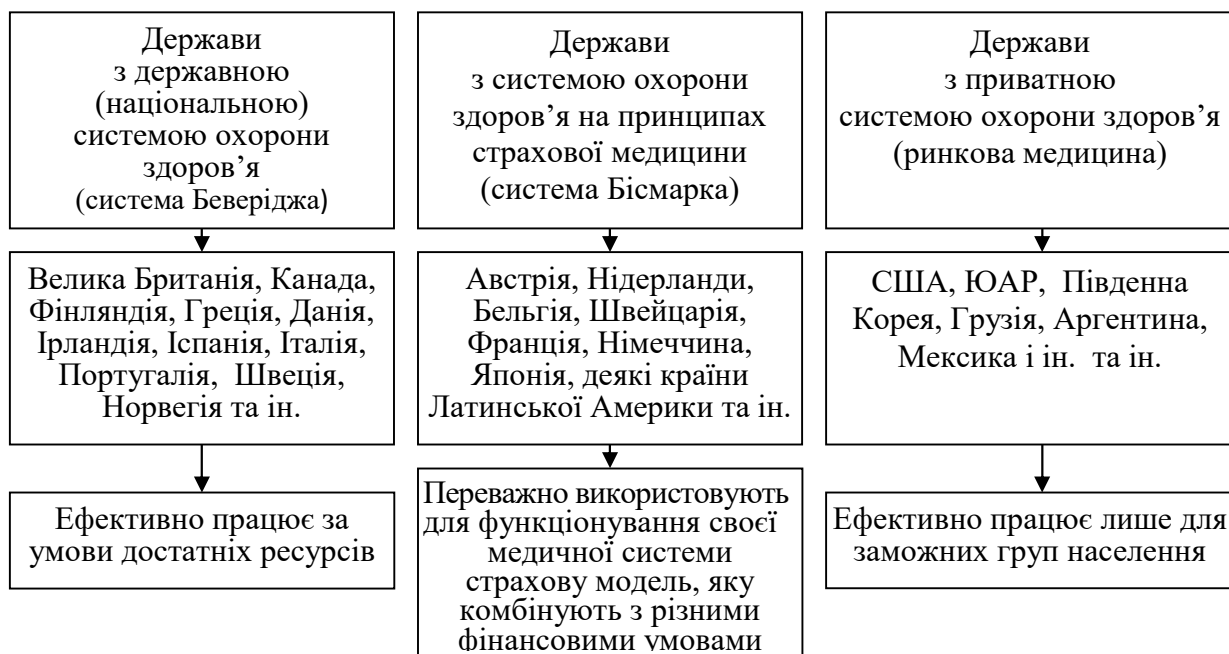 Держави
з державною
(національною)
системою охорони
здоров’я
(система Беверіджа)
Велика Британія, Канада,
Фінляндія, Греція, Данія,
Ірландія, Іспанія, Італія,
Португалія, Швеція,
Норвегія та ін.
Ефективно працює за
умови достатніх ресурсів
Держави
з системою охорони
здоров’я на принципах
страхової медицини
(система Бісмарка)
Австрія, Нідерланди,
Бельгія, Швейцарія,
Франція, Німеччина,
Японія, деякі країни
Латинської Америки та ін.
Переважно використовують
для функціонування своєї
медичної системи
страхову модель, яку
комбінують з різними
фінансовими умовами
Держави
з приватною
системою охорони здоров’я
(ринкова медицина)
США, ЮАР, Південна
Корея, Грузія, Аргентина,
Мексика і ін. та ін.
Ефективно працює лише для
заможних груп населення